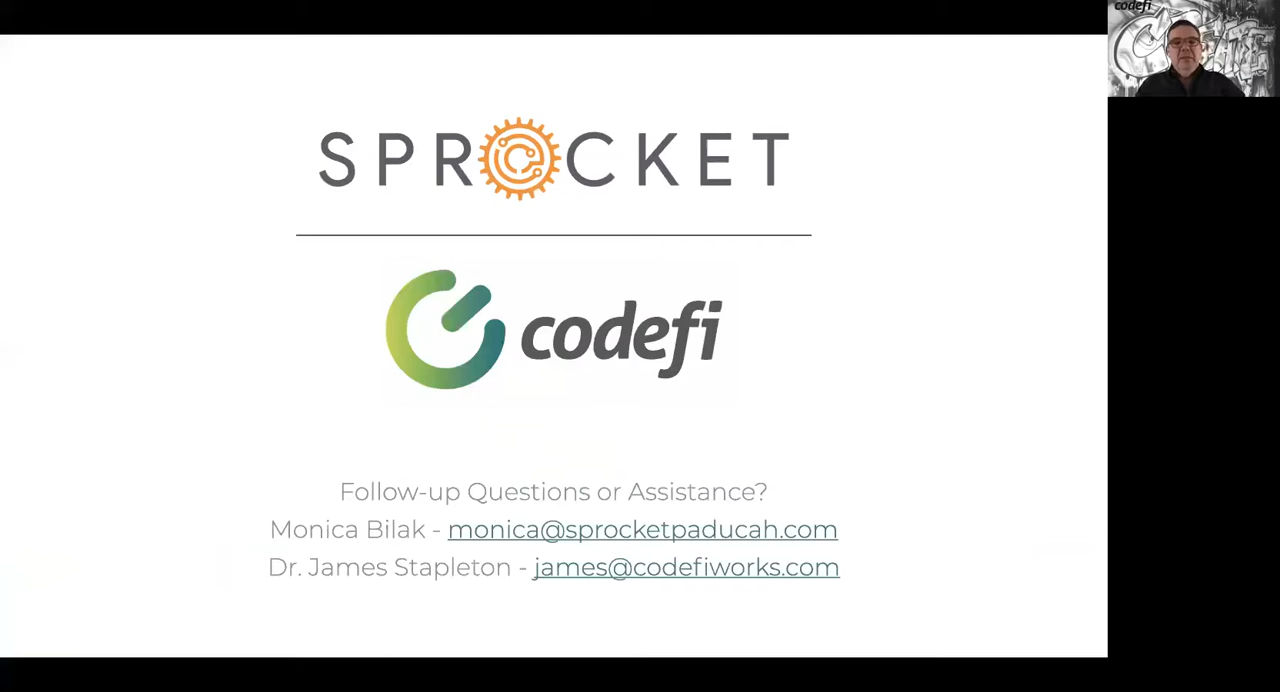 codefi
CREATE
SPROCKET
codefi
Follow-up Questions or Assistance?
Monica Bilak - monica@sprocketpaducah.com
Dr. James Stapleton - james@codefiworks.com